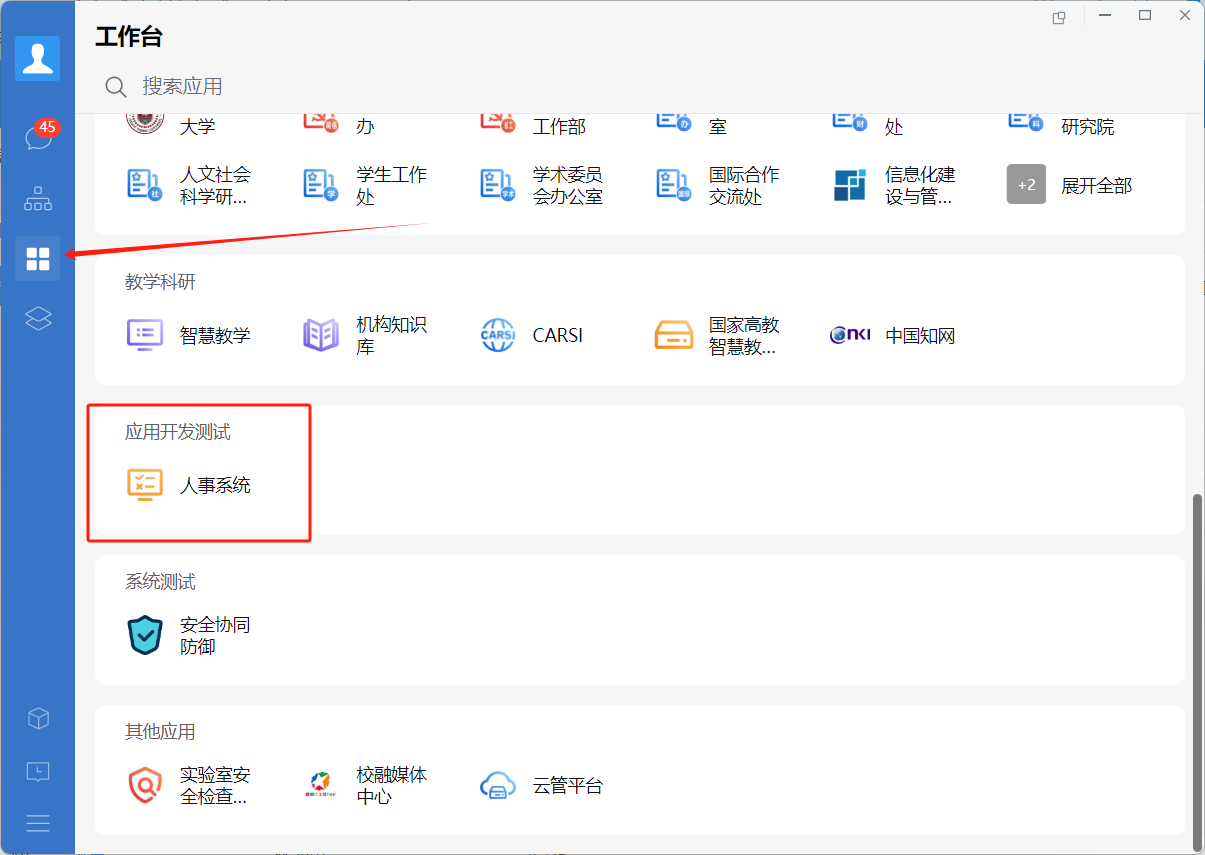 工作台
45
搜索应用
大学
办
工作部
室
处
研究院
人文社会
科学研...
学生工作
处
学术委员
会办公室
国际合作
交流处
信息化建
设与管...
+2
展开全部
教学科研
智慧教学
机构知识
库
CARSI
CARSI
国家高教
智慧教...
中国知网
应用开发测试
人事系统
系统测试
安全协同
防御
其他应用
实验室安
全检查...
校融媒体
中心
云管平台